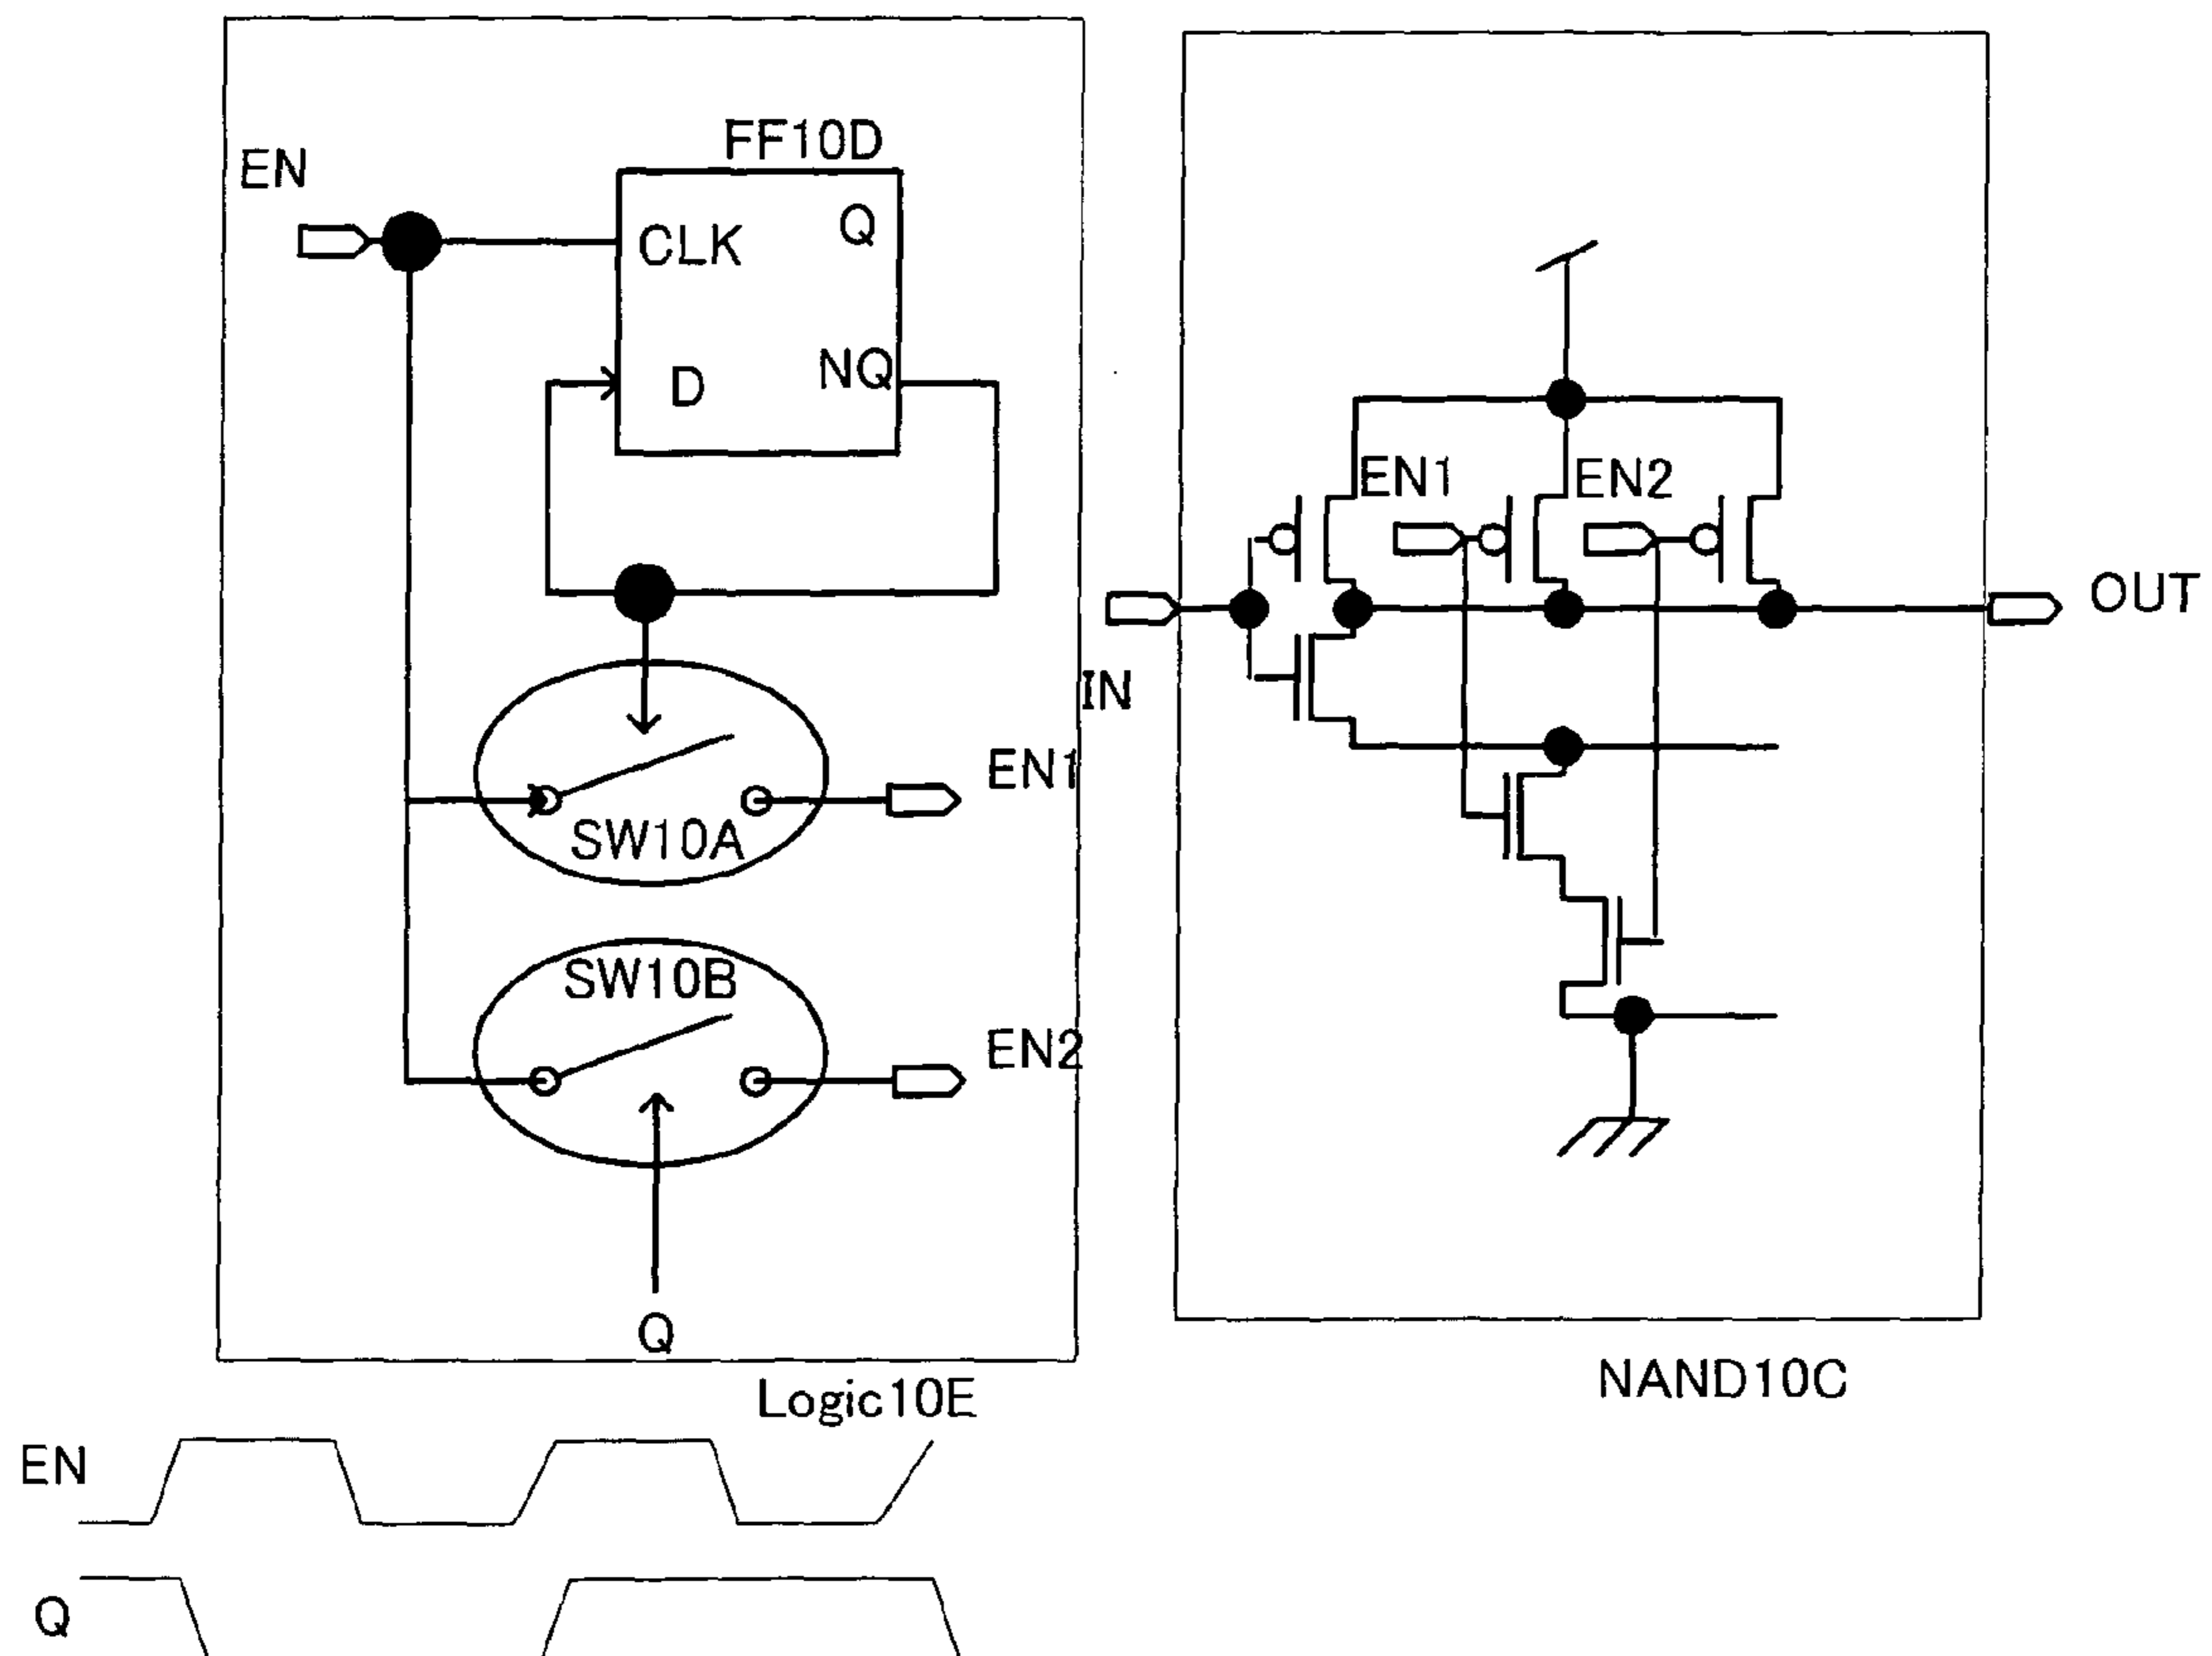 FF10D
EN
CLK
Q
D
NQ
SW10A
EN1
SW10B
EN2
Q
Logic10E
IN
EN1
EN2
OUT
NAND10C
EN
Q